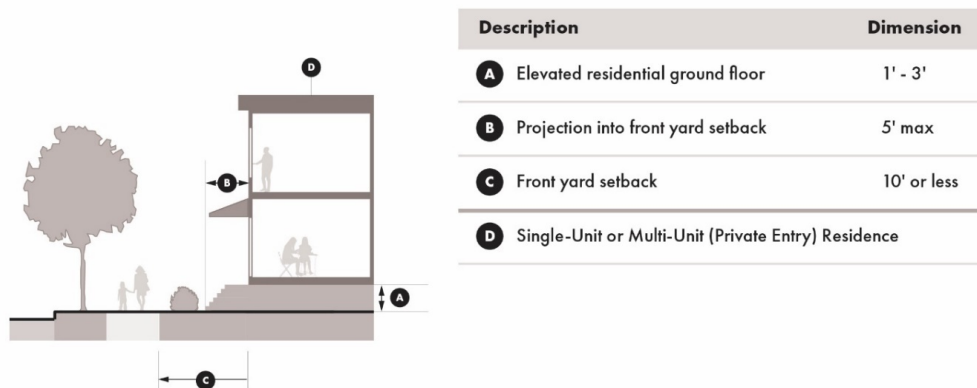 D
B
A
C
Description Dimension
A Elevated residential ground floor 1' - 3'
B Projection into front yard setback 5' max
C Front yard setback 10' or less
D Single-Unit or Multi-Unit (Private Entry) Residence